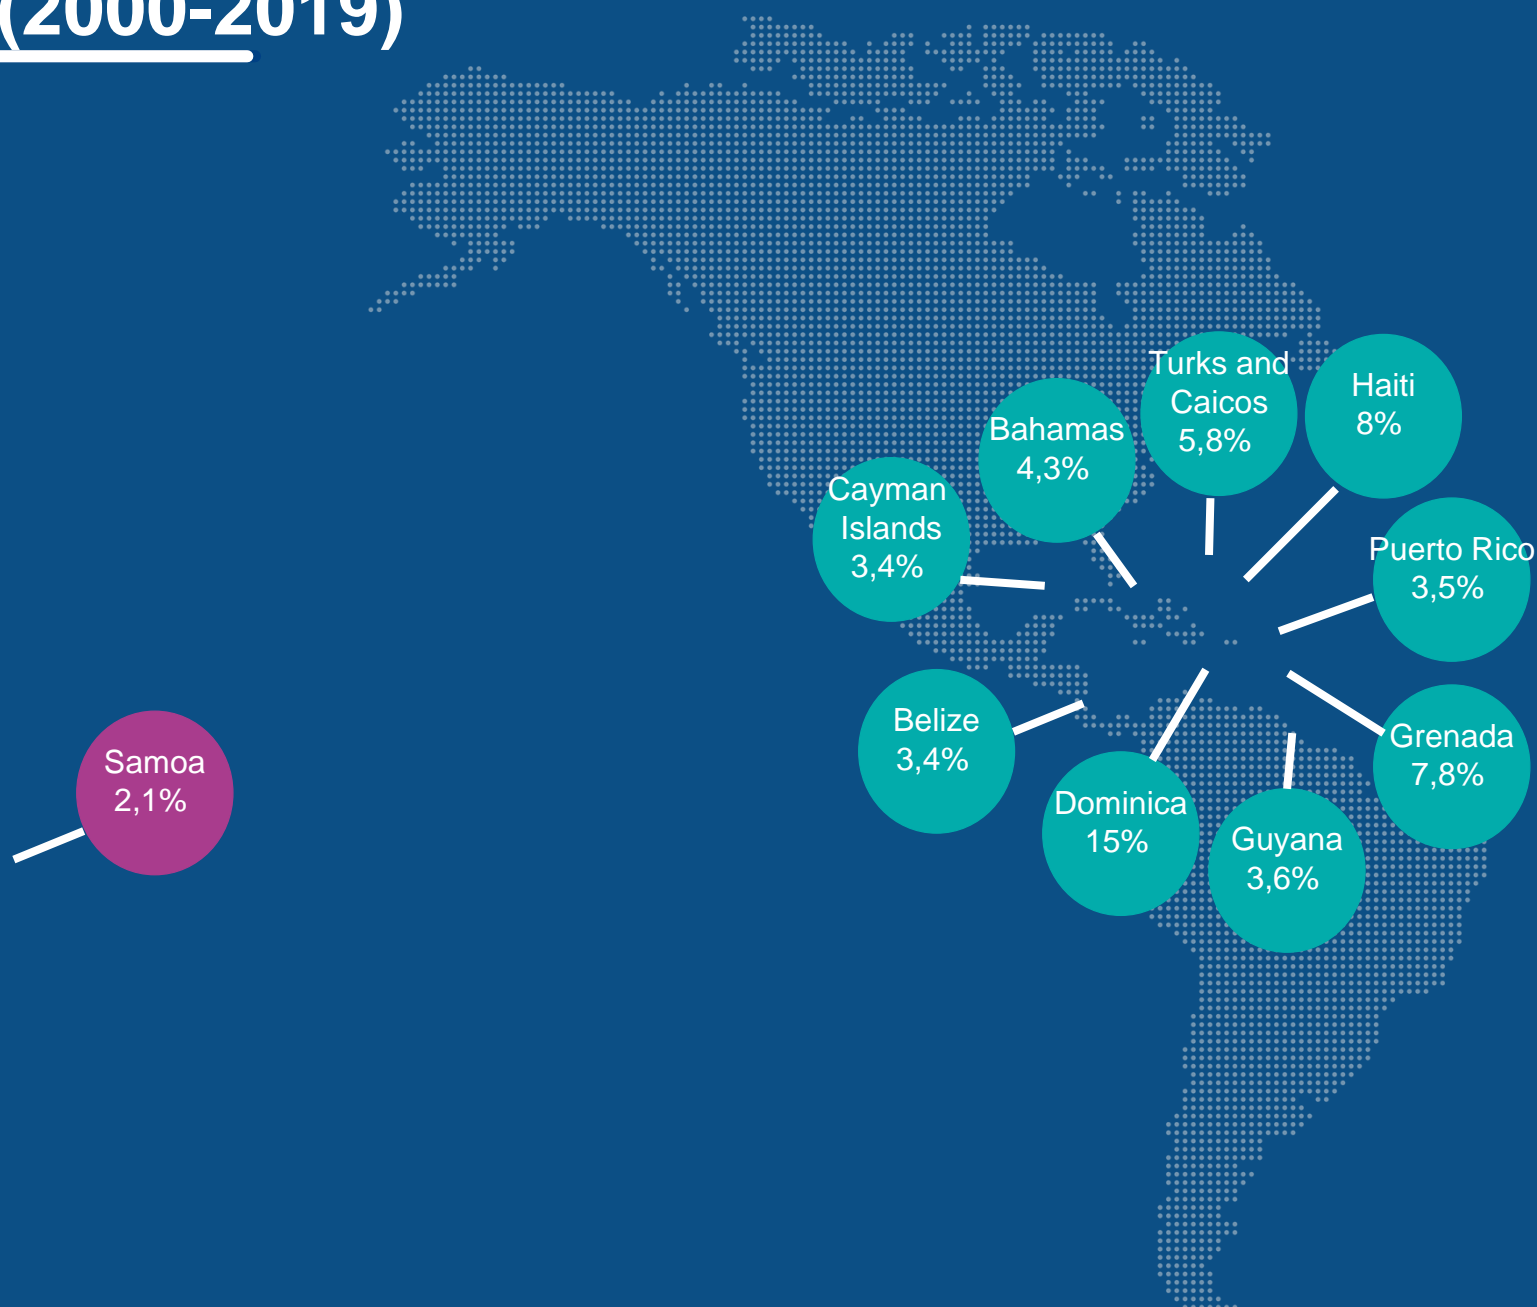 (2000-2019)
Turks and
Caicos
5,8%
Haiti
8%
Bahamas
4,3%
Cayman
Islands
3,4%
Puerto Rico
3,5%
Belize
3,4%
Grenada
7,8%
Samoa
2,1%
Dominica
15%
Guyana
3,6%